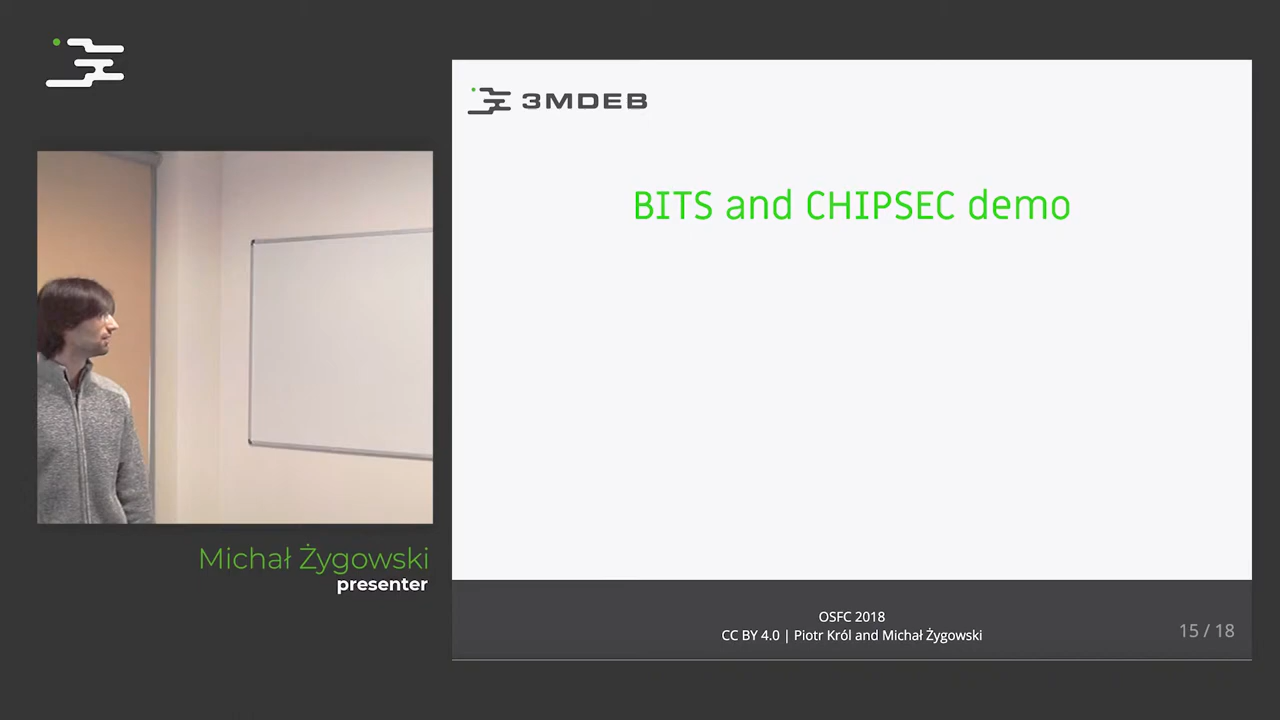 3MDEB
BITS and CHIPSEC demo
Michał Żygowski
presenter
OSFC 2018
CC BY 4.0 | Piotr Król and Michał Żygowski
15 / 18